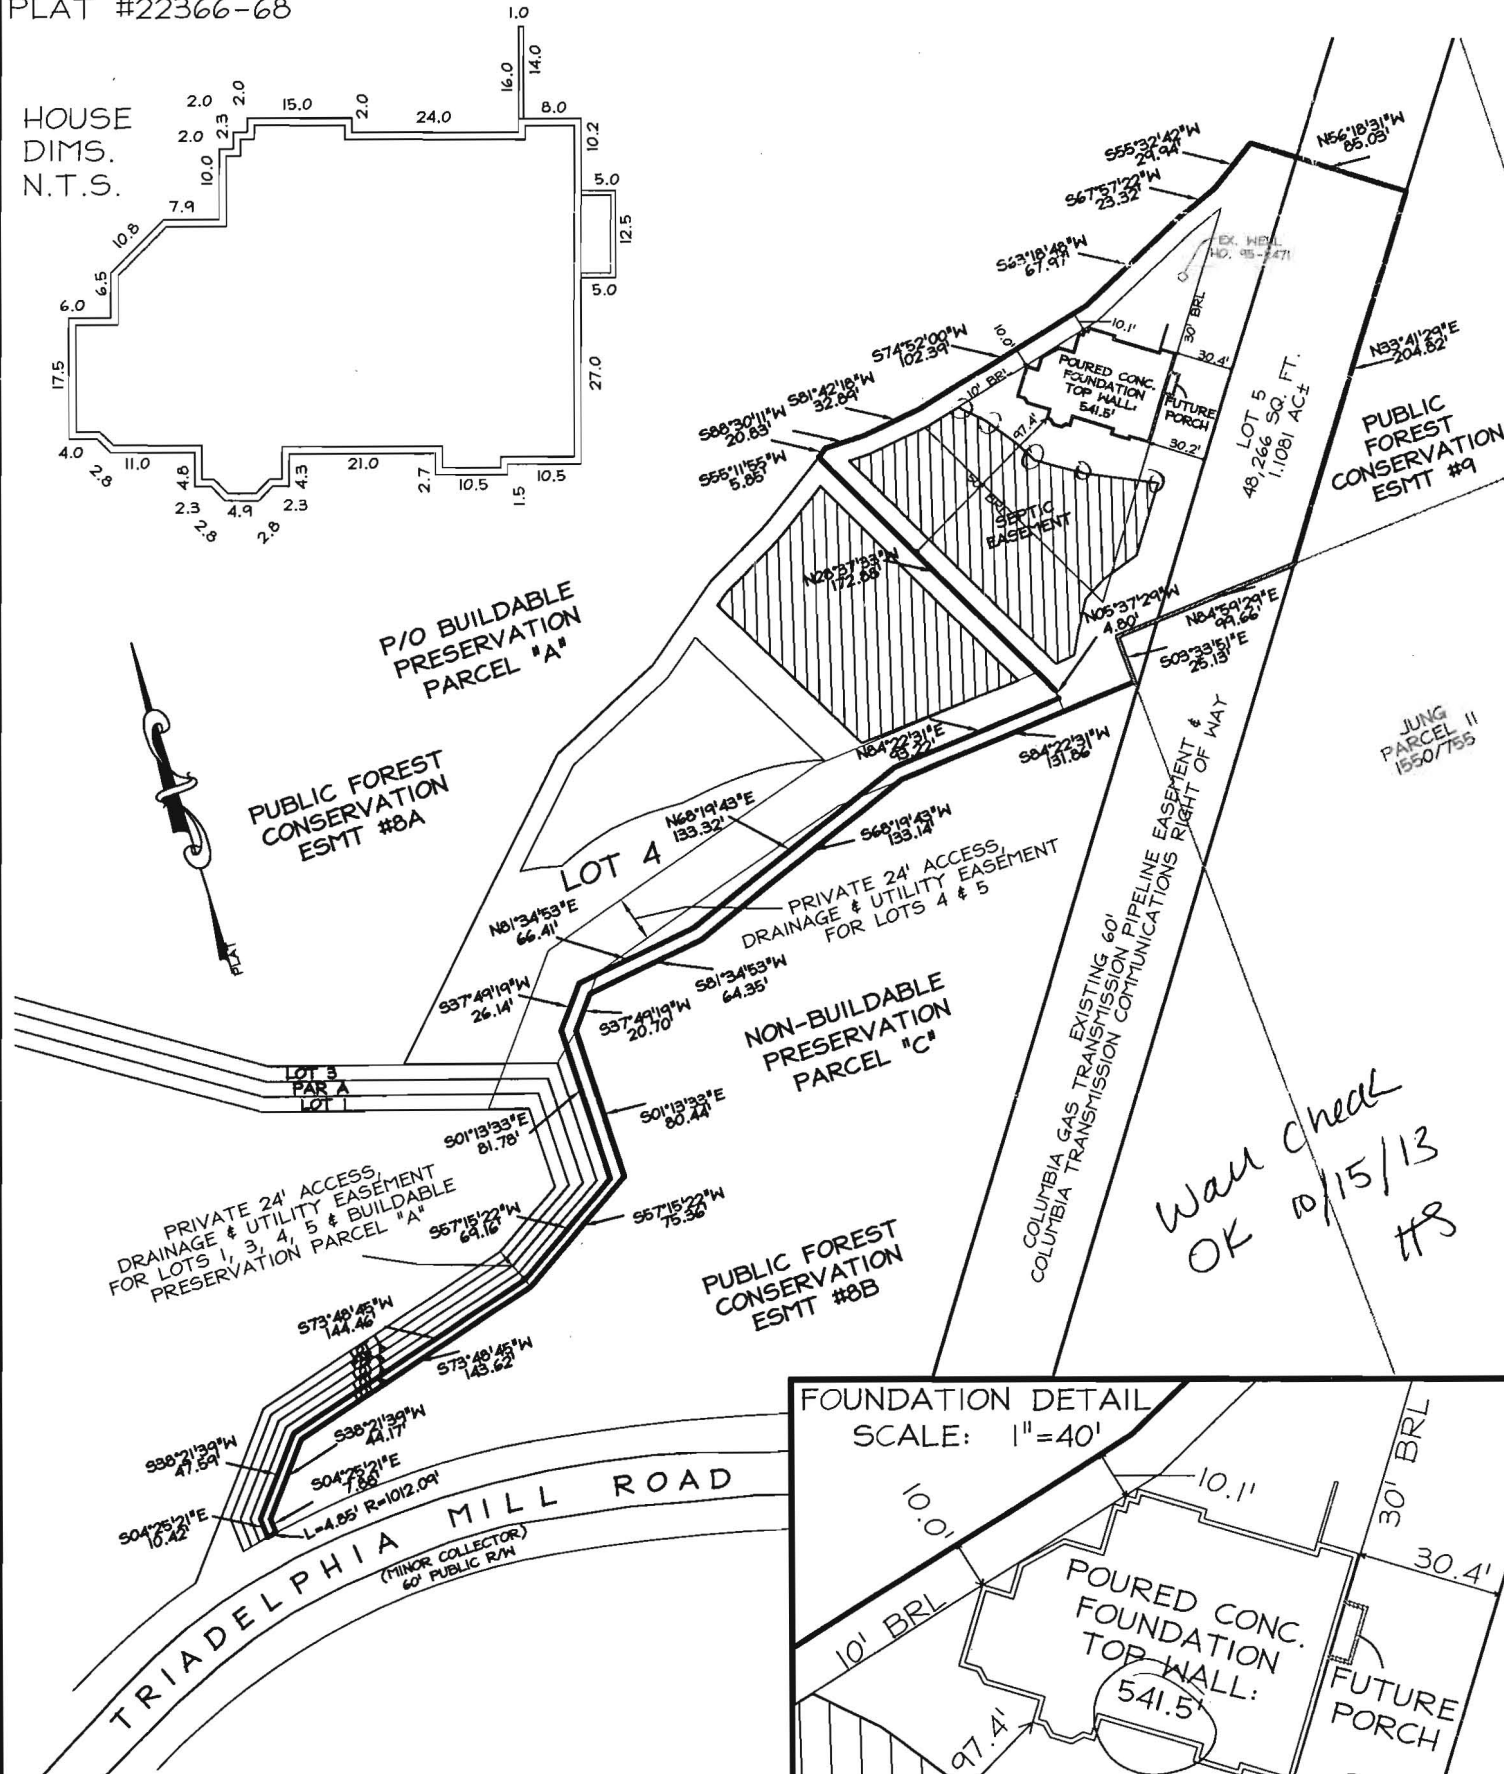 PLAT #22366-68
HOUSE
DIMS.
N.T.S.
1.0
16.0
14.0
2.0
2.0
15.0
2.0
24.0
8.0
2.0
2.3
10.0
10.2
7.9
10.8
6.5
6.0
17.5
5.0
12.5
5.0
27.0
4.0
2.8
11.0
4.8
2.3
2.8
4.9
2.8
2.3
4.3
21.0
2.7
10.5
1.5
10.5
S55°32'42"W
29.94'
N56°18'31"W
85.03'
S67°57'22"W
23.32'
S63°18'48"W
67.97'
EX. WELL
HO. 95-2471
30' BRL
10.1'
10.0'
30.4'
S74°52'00"W
102.39'
N33°41'29"E
204.82'
10' BRL
POURED CONC.
FOUNDATION
TOP WALL:
541.5'
FUTURE
PORCH
30.2'
97.4'
S81°42'18"W
32.89'
S88°30'11"W
20.83'
S55°11'55"W
5.85'
LOT 5
48,266 SQ. FT.
1.1081 AC±
PUBLIC
FOREST
CONSERVATION
ESMT #9
SEPTIC
EASEMENT
N28°37'33"W
172.88'
N05°37'29"W
4.80'
N84°59'29"E
99.66'
S03°33'51"E
25.13'
P/O BUILDABLE
PRESERVATION
PARCEL "A"
JUNG
PARCEL 11
1550/755
N84°22'31"E
93.22'
S84°22'31"W
131.86'
PUBLIC FOREST
CONSERVATION
ESMT #8A
PLAT
N68°19'43"E
133.32'
S68°19'43"W
133.14'
LOT 4
PRIVATE 24' ACCESS,
DRAINAGE & UTILITY EASEMENT
FOR LOTS 4 & 5
N81°34'53"E
66.41'
S81°34'53"W
64.35'
S37°49'19"W
26.14'
S37°49'19"W
20.70'
NON-BUILDABLE
PRESERVATION
PARCEL "C"
EXISTING 60'
COLUMBIA GAS TRANSMISSION PIPELINE EASEMENT &
COLUMBIA TRANSMISSION COMMUNICATIONS RIGHT OF WAY
LOT 3
PAR A
LOT 1
S01°13'33"E
81.78'
S01°13'33"E
80.44'
PRIVATE 24' ACCESS,
DRAINAGE & UTILITY EASEMENT
FOR LOTS 1, 3, 4, 5 & BUILDABLE
PRESERVATION PARCEL "A"
S57°15'22"W
69.16'
S57°15'22"W
75.36'
Wall Check
OK 10/15/13
HS
PUBLIC FOREST
CONSERVATION
ESMT #8B
S73°48'45"W
144.46'
S73°48'45"W
143.62'
S38°21'39"W
47.59'
S38°21'39"W
44.17'
S04°25'21"E
7.88'
S04°25'21"E
10.42'
L=4.85' R=1012.09'
TRIADELPHIA MILL ROAD
(MINOR COLLECTOR)
60' PUBLIC R/W
FOUNDATION DETAIL
SCALE: 1"=40'
10.0'
10.1'
30' BRL
30.4'
10' BRL
POURED CONC.
FOUNDATION
TOP WALL:
541.5'
FUTURE
PORCH
97.4'